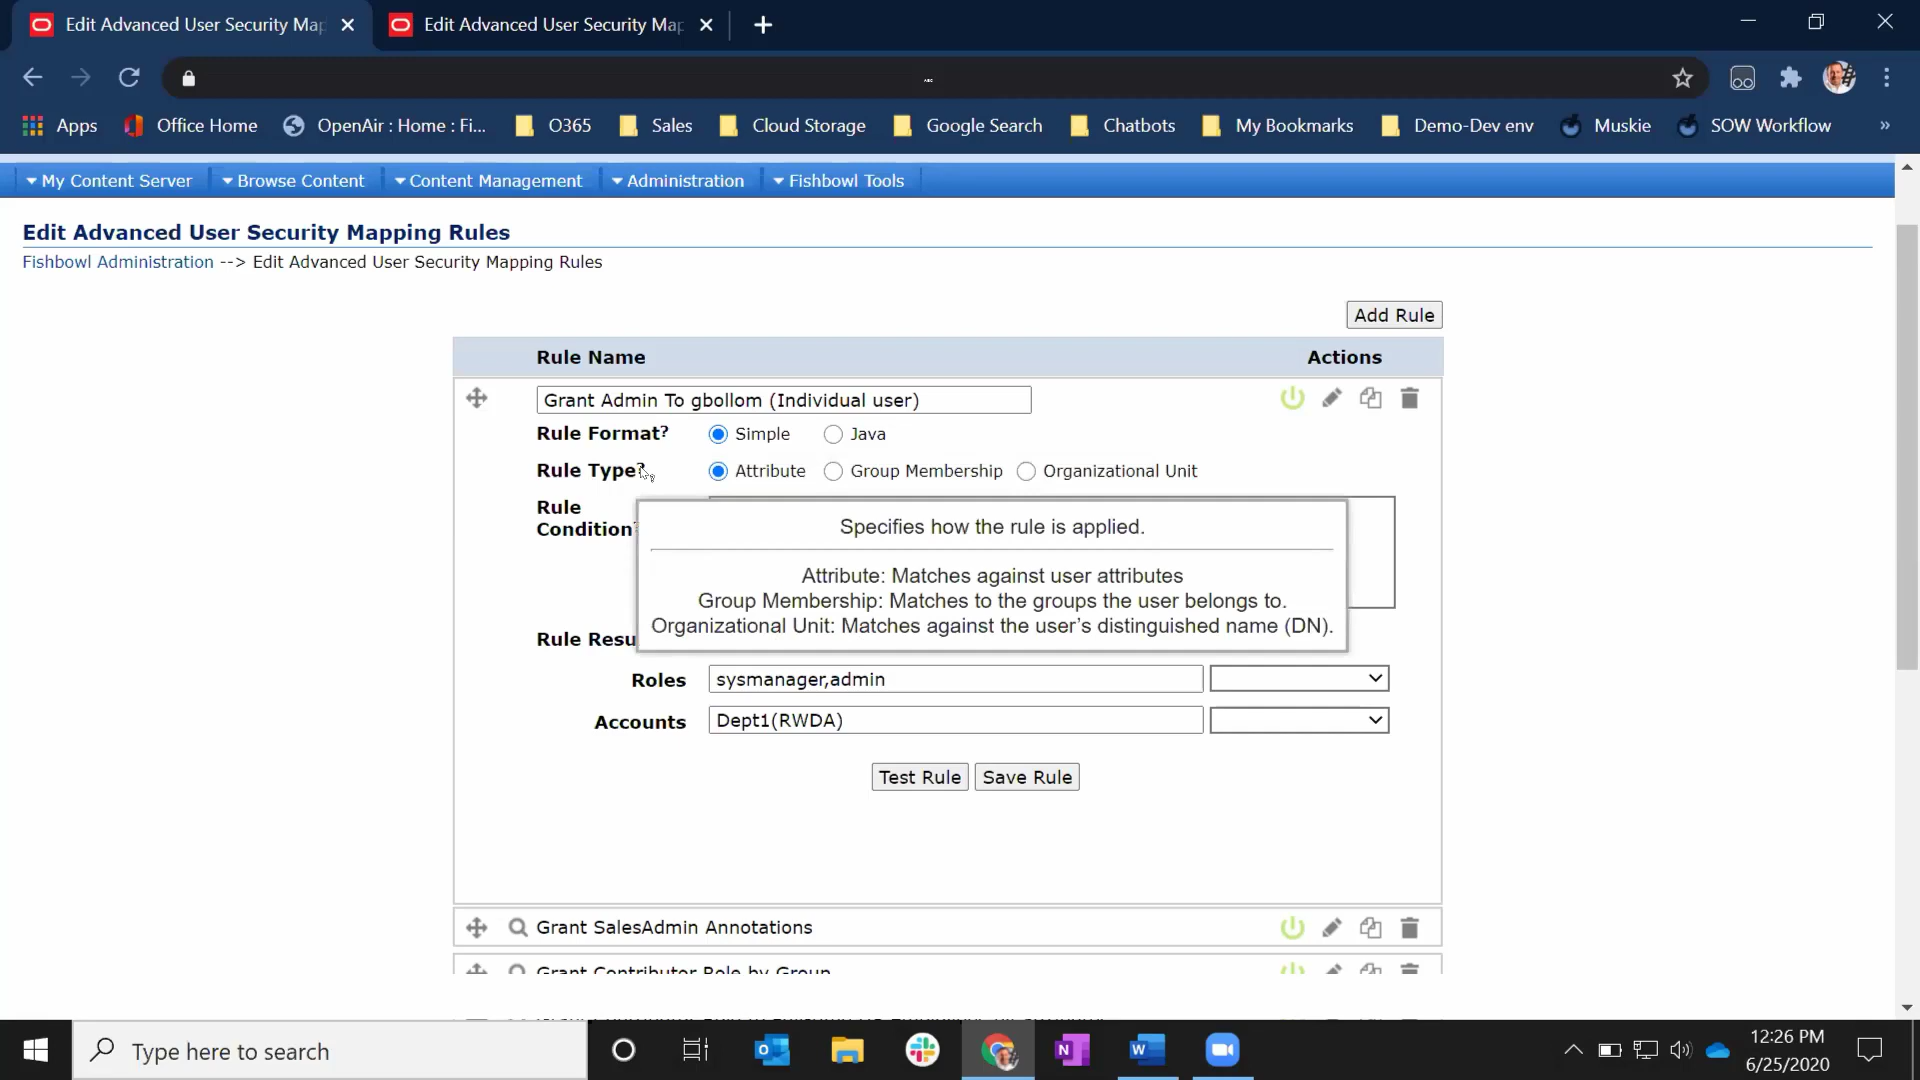 Edit Advanced User Security Map
Edit Advanced User Security Map
Apps
Office Home
OpenAir : Home : Fi...
O365
Sales
Cloud Storage
Google Search
Chatbots
My Bookmarks
Demo-Dev env
Muskie
SOW Workflow
»
My Content Server
Browse Content
Content Management
Administration
Fishbowl Tools
Edit Advanced User Security Mapping Rules
Fishbowl Administration --> Edit Advanced User Security Mapping Rules
Add Rule
Rule Name
Actions
Grant Admin To gbollom (Individual user)
Rule Format?
Simple
Java
Rule Type?
Attribute
Group Membership
Organizational Unit
Rule
Condition?
Specifies how the rule is applied.
Attribute: Matches against user attributes
Group Membership: Matches to the groups the user belongs to.
Organizational Unit: Matches against the user's distinguished name (DN).
Rule Resu
Roles
sysmanager,admin
Accounts
Dept1(RWDA)
Test Rule
Save Rule
Grant SalesAdmin Annotations
Grant Contributor Role by Group
Type here to search
12:26 PM
6/25/2020